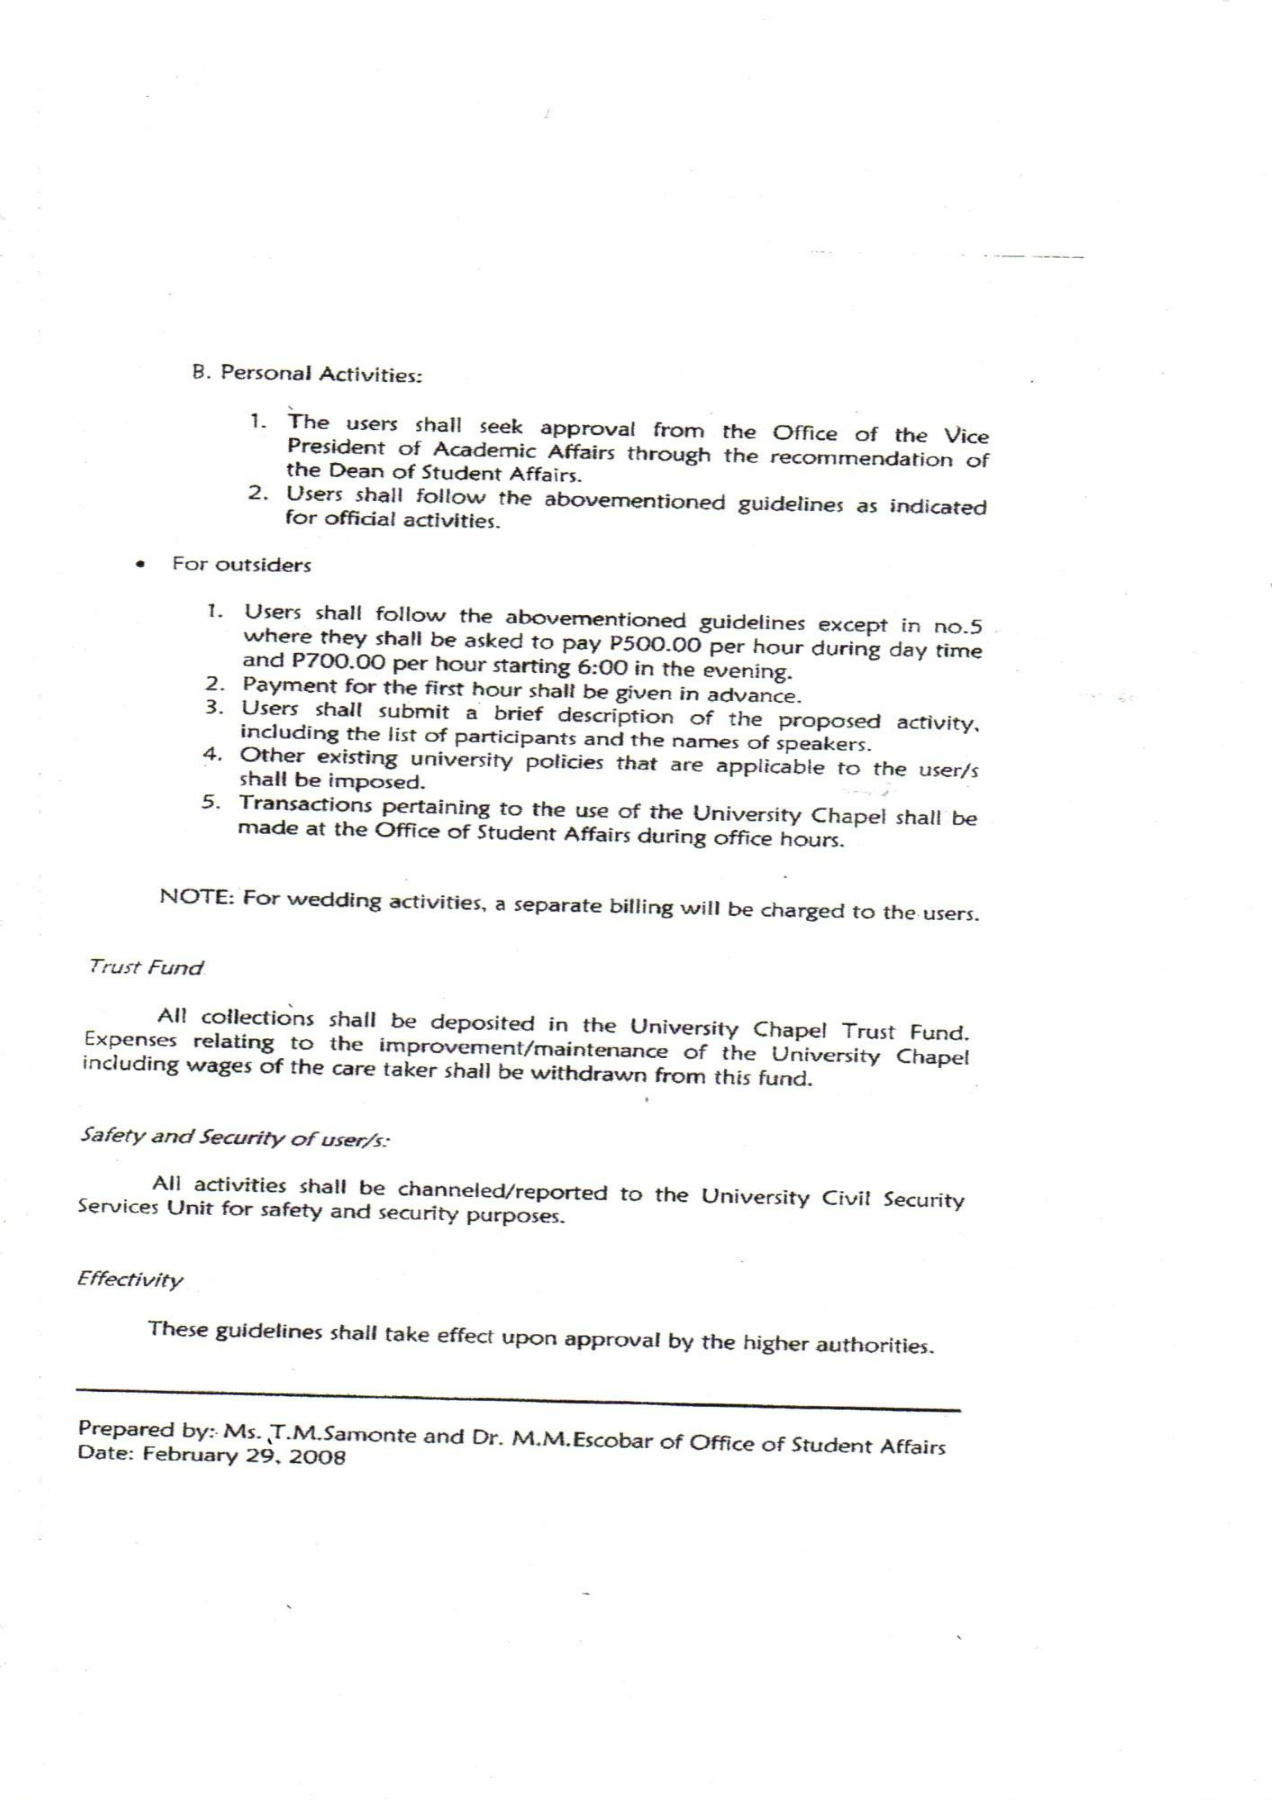 B. Personal Activities:
1. The users shall seek approval from the Office of the Vice
President of Academic Affairs through the recommendation of
the Dean of Student Affairs.
2. Users shall follow the abovementioned guidelines as indicated
for official activities.
• For outsiders
1. Users shall follow the abovementioned guidelines except in no.5
where they shall be asked to pay P500.00 per hour during day time
and P700.00 per hour starting 6:00 in the evening.
2. Payment for the first hour shall be given in advance.
3. Users shall submit a brief description of the proposed activity,
including the list of participants and the names of speakers.
4. Other existing university policies that are applicable to the user/s
shall be imposed.
5. Transactions pertaining to the use of the University Chapel shall be
made at the Office of Student Affairs during office hours.
NOTE: For wedding activities, a separate billing will be charged to the users.
Trust Fund
All collections shall be deposited in the University Chapel Trust Fund.
Expenses relating to the improvement/maintenance of the University Chapel
including wages of the care taker shall be withdrawn from this fund.
Safety and Security of user/s:
All activities shall be channeled/reported to the University Civil Security
Services Unit for safety and security purposes.
Effectivity
These guidelines shall take effect upon approval by the higher authorities.
Prepared by: Ms. T.M.Samonte and Dr. M.M.Escobar of Office of Student Affairs
Date: February 29, 2008